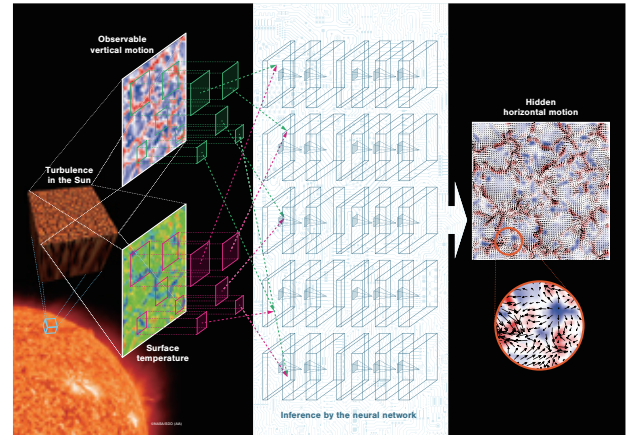 Observable
vertical motion
Turbulence
in the Sun
Surface
temperature
Inference by the neural network
Hidden
horizontal motion